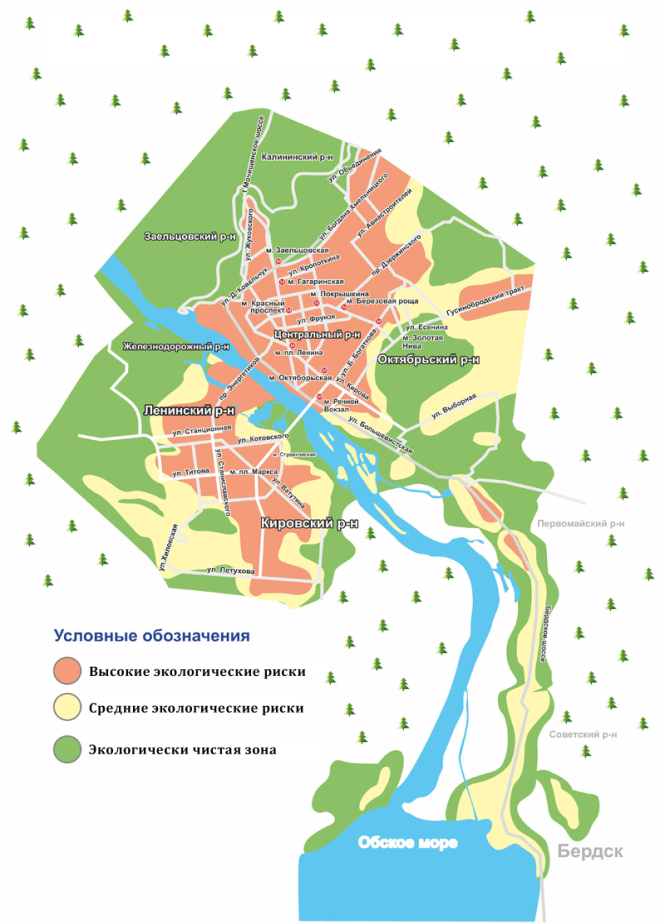 Калининский р-н
г.Мочищенское шоссе
ул. Объединения
ул. Богдана Хмельницкого
ул. Авиастроителей
Заельцовский р-н
ул. Жуковского
пр. Дзержинского
м. Заельцовская
ул. Кропоткина
ул. Д. Ковальчук
м. Гагаринская
м. Покрышкина
м. Красный
проспект
м. Березовая роща
Гусинобродский тракт
ул. Фрунзе
ул. Есенина
Центральный р-н
м. Золотая
Нива
Железнодорожный р-н
м. пл. Ленина
ул. Б. Богаткова
Октябрьский р-н
пр. Энергетиков
м. Октябрьская
ул. Кирова
Ленинский р-н
м. Речной
Вокзал
ул. Выборная
ул. Станционная
ул. Большевистская
ул. Котовского
м. Студенческая
ул. Титова
м. пл. Маркса
ул. Станиславского
ул. Ватутина
Кировский р-н
Первомайский р-н
ул.Хилокская
ул. Петухова
Бердское шоссе
Условные обозначения
Высокие экологические риски
Средние экологические риски
Экологически чистая зона
Советский р-н
Обское море
Бердск